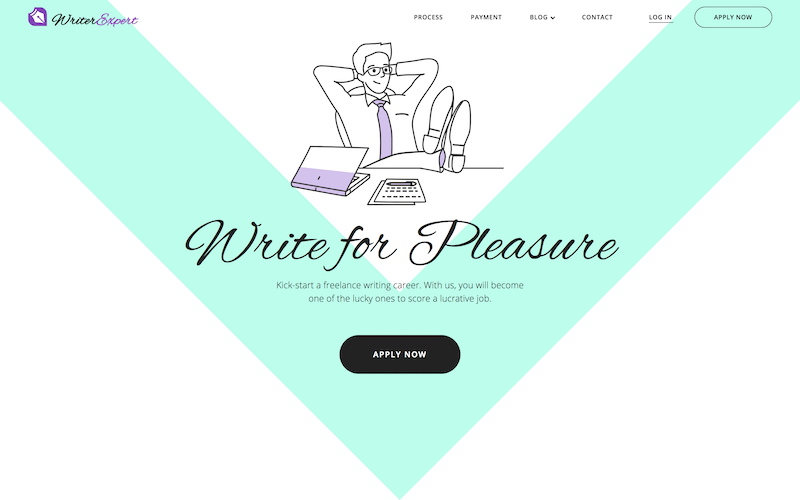 WriterExpert
PROCESS
PAYMENT
BLOG
CONTACT
LOG IN
APPLY NOW
Write for Pleasure
Kick-start a freelance writing career. With us, you will become
one of the lucky ones to score a lucrative job.
APPLY NOW